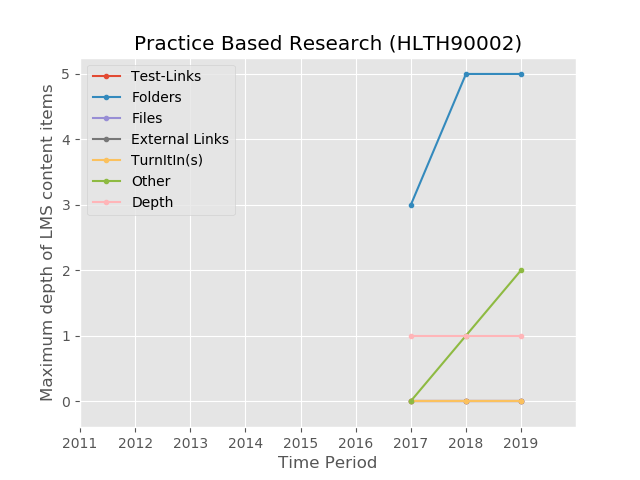 Practice Based Research (HLTH90002)
Test-Links
Folders
Files
External Links
TurnItIn(s)
Other
Depth
Maximum depth of LMS content items
5
4
3
2
1
0
2011 2012 2013 2014 2015 2016 2017 2018 2019
Time Period